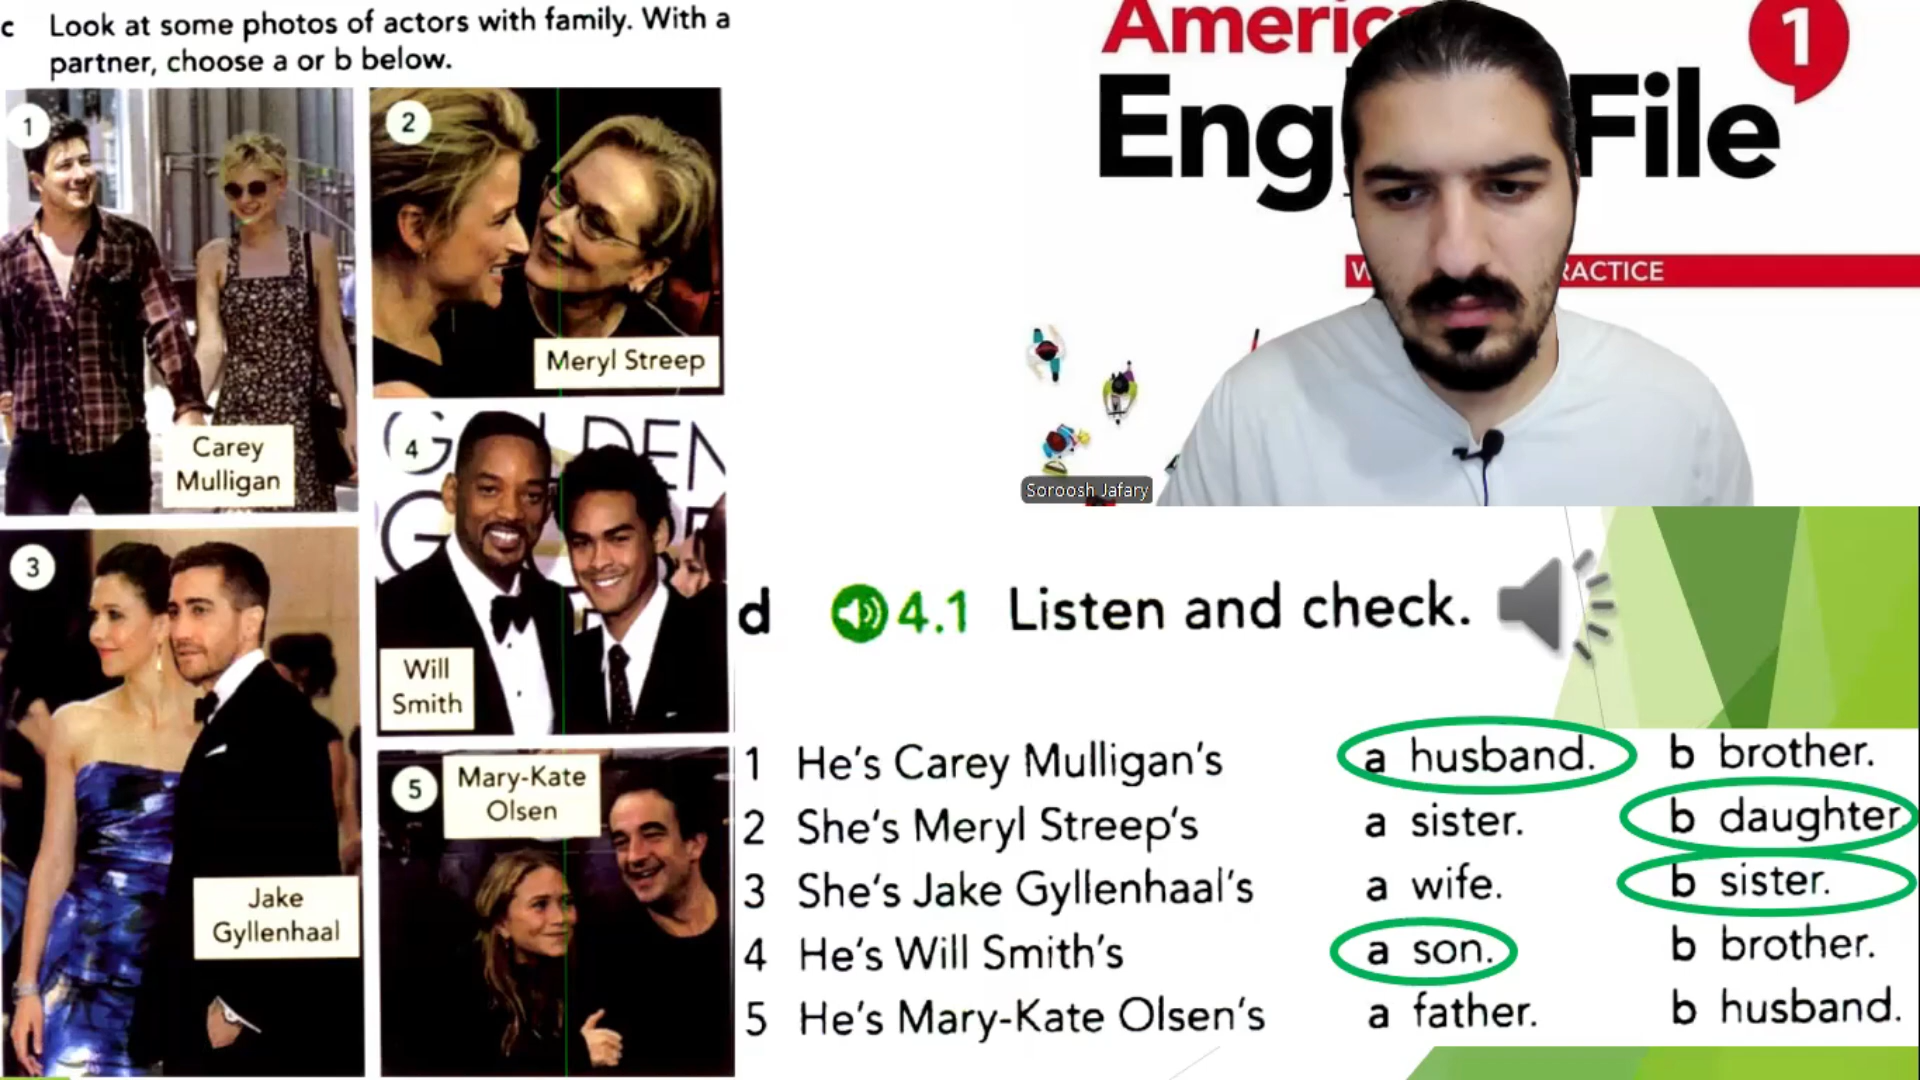 c Look at some photos of actors with family. With a
partner, choose a or b below.
1
Carey
Mulligan
2
Meryl Streep
3
Jake
Gyllenhaal
4
GOLDEN
G
Will
Smith
5
Mary-Kate
Olsen
1
File
RACTICE
Soroosh Jafary
d 4.1 Listen and check.
1 He's Carey Mulligan's a husband. b brother.
2 She's Meryl Streep's a sister. b daughter
3 She's Jake Gyllenhaal's a wife. b sister.
4 He's Will Smith's a son. b brother.
5 He's Mary-Kate Olsen's a father. b husband.